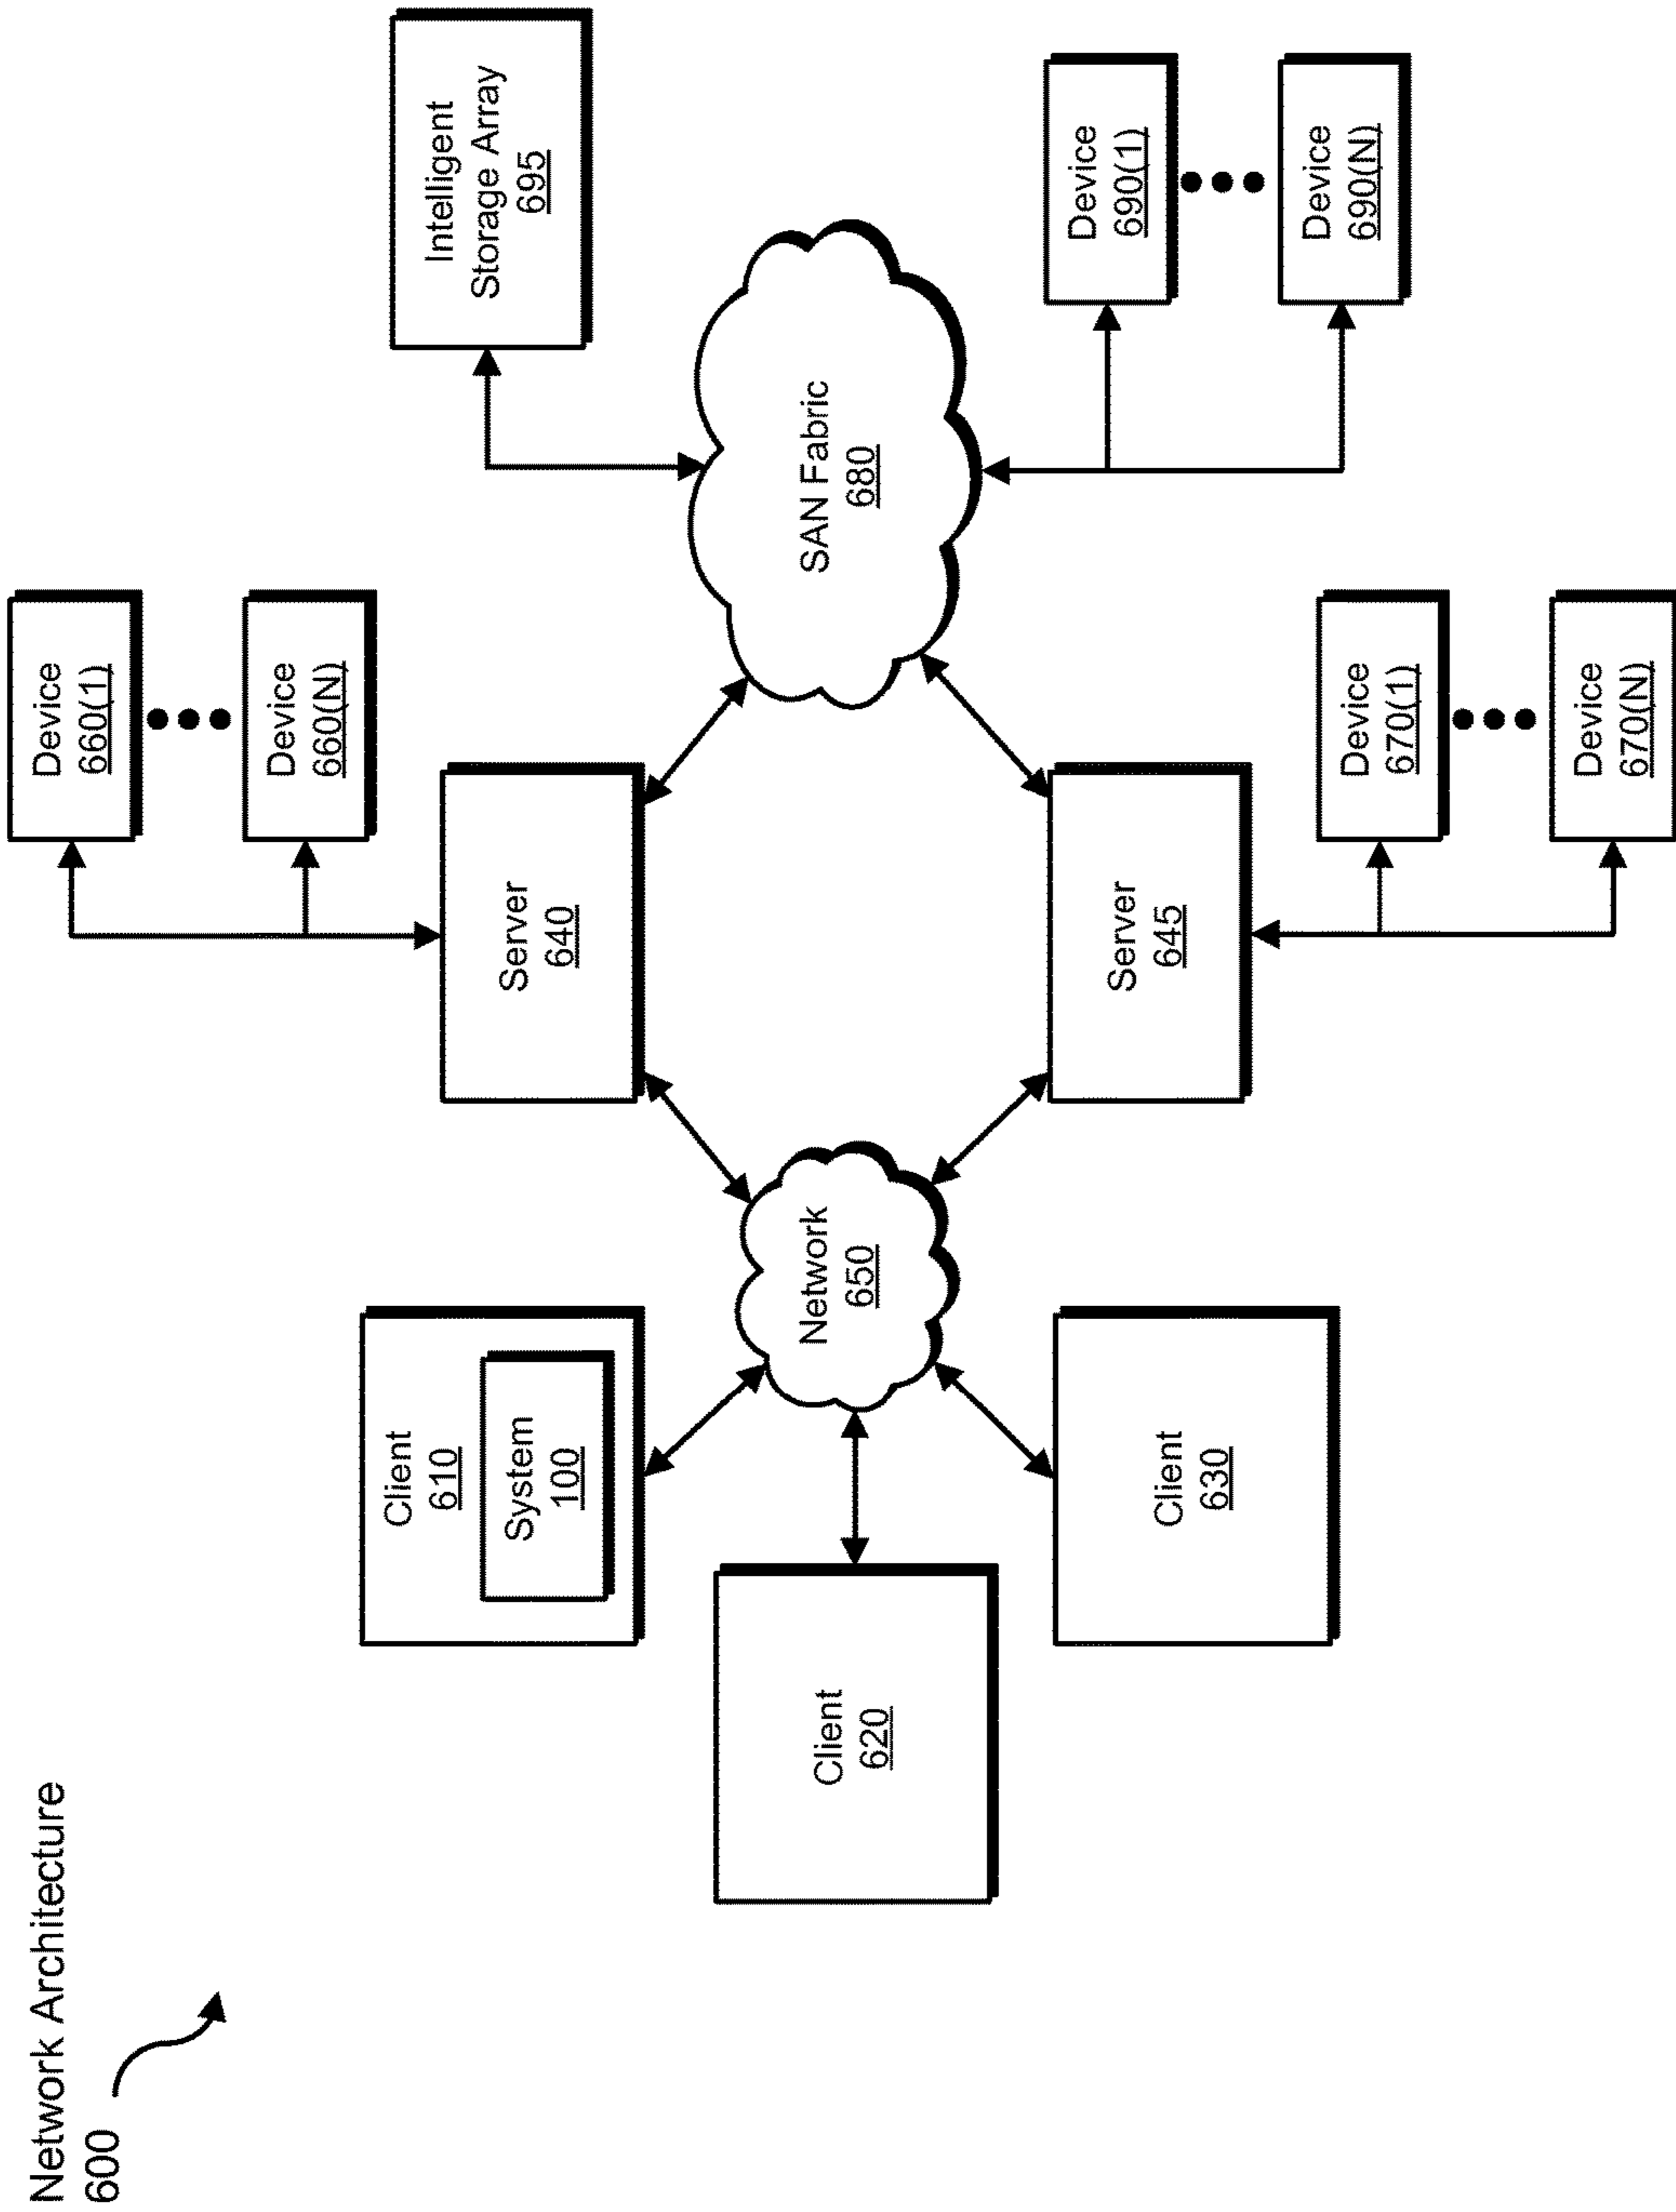 Network Architecture
600
Device
660(1)
Device
660(N)
Intelligent
Storage Array
695
Client
610
System
100
Server
640
Client
620
Network
650
SAN Fabric
680
Client
630
Server
645
Device
690(1)
Device
690(N)
Device
670(1)
Device
670(N)